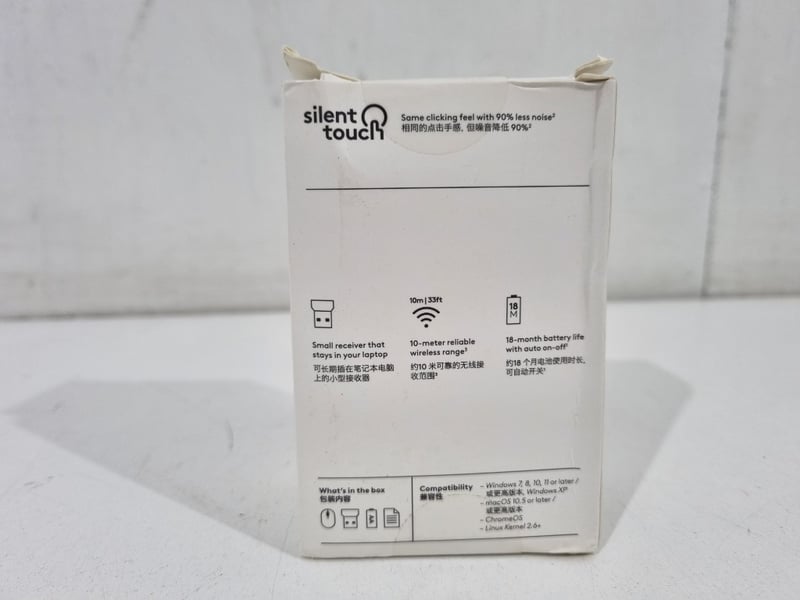 silent
touch
Same clicking feel with 90% less noise²
相同的点击手感, 但噪音降低 90%²
10m | 33ft
18
M
Small receiver that
stays in your laptop
可长期插在笔记本电脑
上的小型接收器
10-meter reliable
wireless range³
约10 米可靠的无线接
收范围³
18-month battery life
with auto on-off¹
约18 个月电池使用时长,
可自动开关¹
What's in the box
包装内容
Compatibility
兼容性
– Windows 7, 8, 10, 11 or later /
或更高版本, Windows XP
– macOS 10.5 or later /
或更高版本
– ChromeOS
– Linux Kernel 2.6+